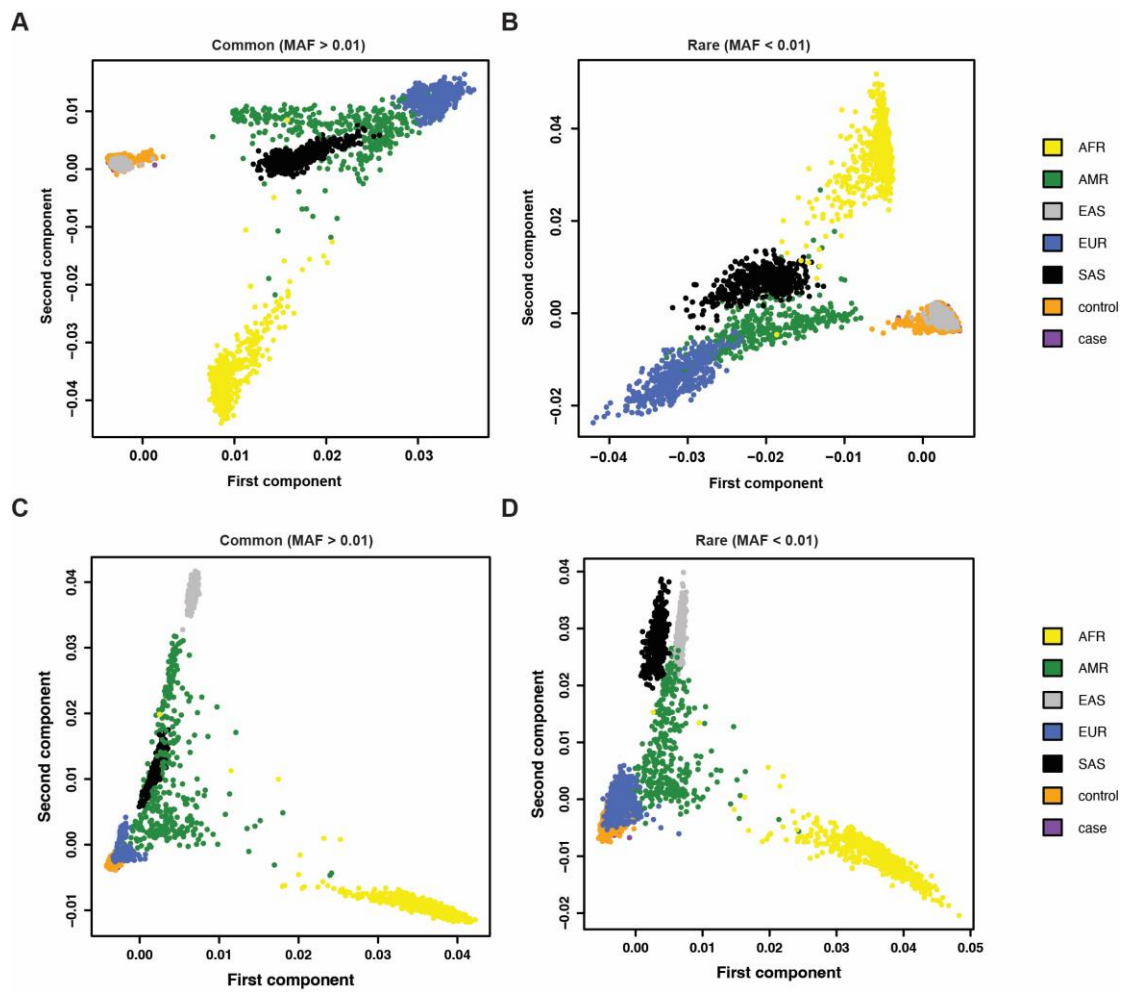 A
Common (MAF > 0.01)
Second component
0.01
0.00
−0.01
−0.02
−0.03
−0.04
0.00
0.01
0.02
0.03
First component
B
Rare (MAF < 0.01)
Second component
0.04
0.02
0.00
−0.02
−0.04
−0.03
−0.02
−0.01
0.00
First component
AFR
AMR
EAS
EUR
SAS
control
case
C
Common (MAF > 0.01)
Second component
0.04
0.03
0.02
0.01
0.00
−0.01
0.00
0.01
0.02
0.03
0.04
First component
D
Rare (MAF < 0.01)
Second component
0.04
0.03
0.02
0.01
0.00
−0.01
−0.02
0.00
0.01
0.02
0.03
0.04
0.05
First component
AFR
AMR
EAS
EUR
SAS
control
case